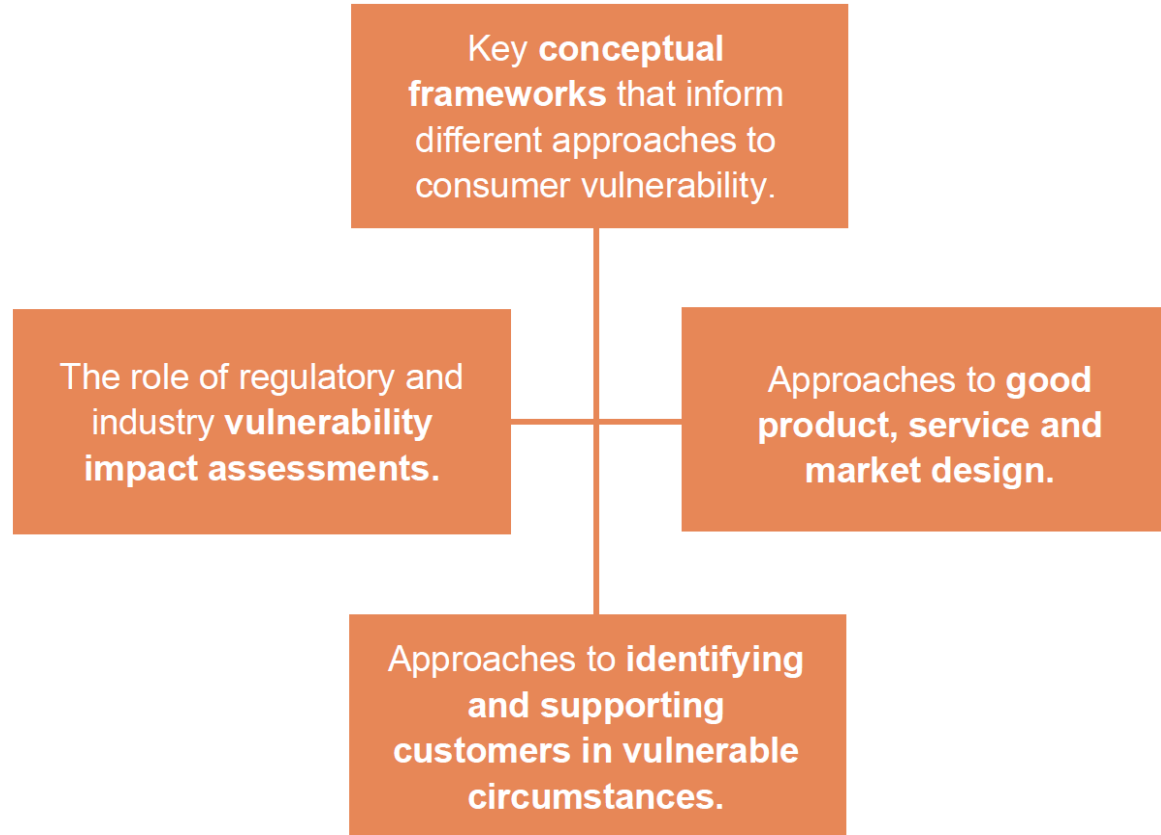 Key conceptual
frameworks that inform
different approaches to
consumer vulnerability.
The role of regulatory and
industry vulnerability
impact assessments.
Approaches to good
product, service and
market design.
Approaches to identifying
and supporting
customers in vulnerable
circumstances.